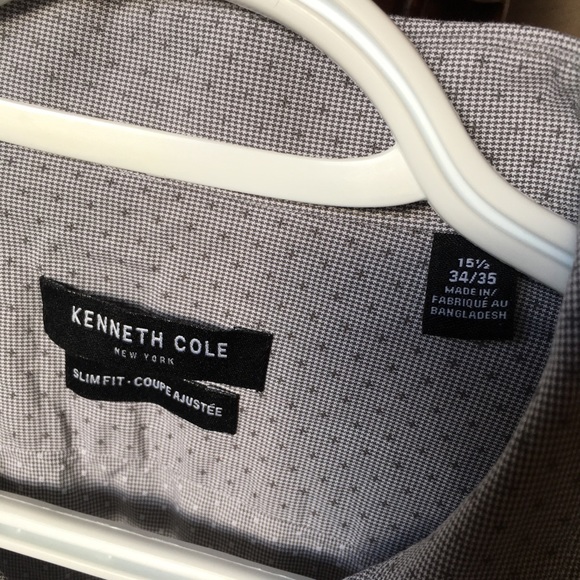 KENNETH COLE
NEW YORK
SLIM FIT · COUPE AJUSTÉE
15½
34/35
MADE IN/
FABRIQUÉ AU
BANGLADESH